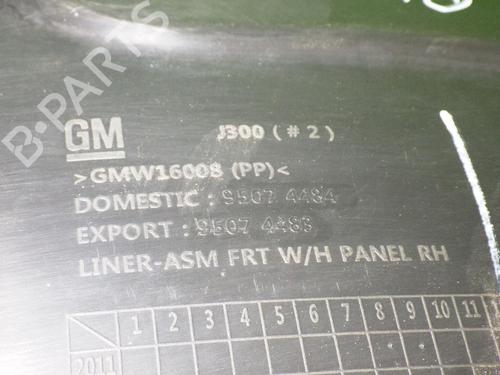 B-PARTS
GM
J300 (#2)
>GMW16008 (PP)<
DOMESTIC : 9507 4484
EXPORT : 9507 4483
LINER-ASM FRT W/H PANEL RH
1 2 3 4 5 6 7 8 9 10 11
2011